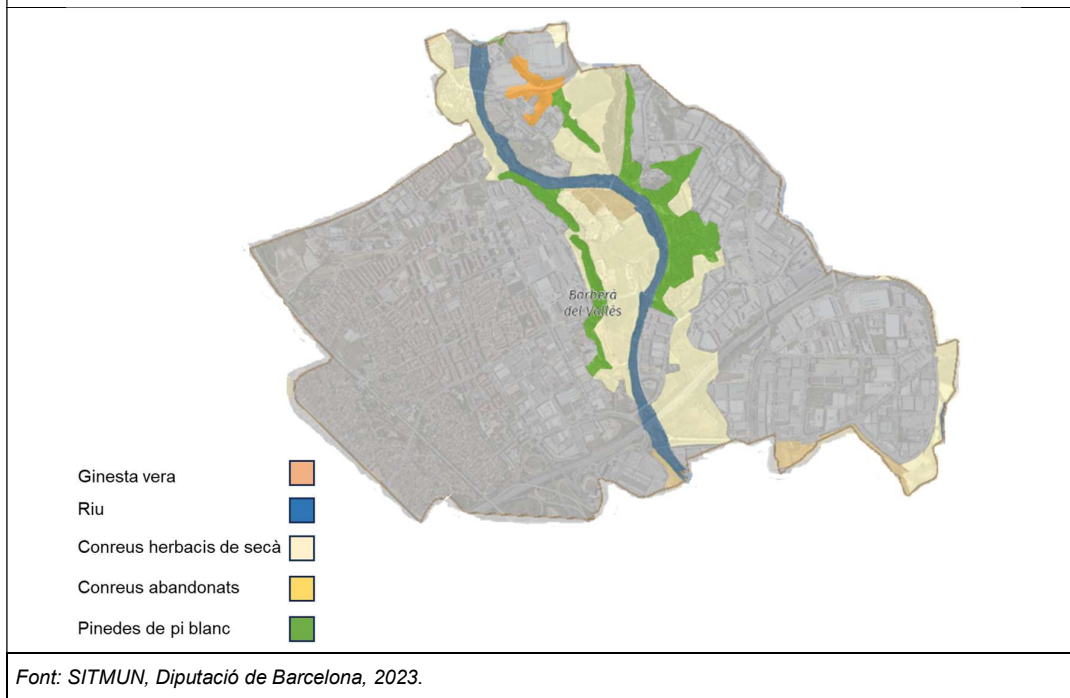 Barberà
del Vallès
Ginesta vera
Riu
Conreus herbacis de secà
Conreus abandonats
Pinedes de pi blanc
Font: SITMUN, Diputació de Barcelona, 2023.